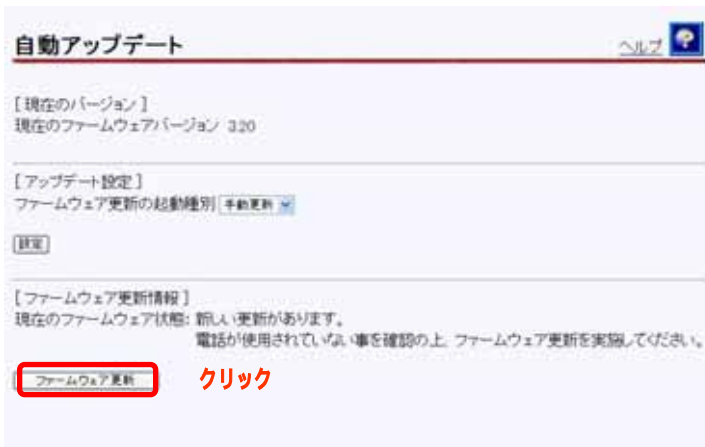 自動アップデート
ヘルプ
[現在のバージョン]
現在のファームウェアバージョン 3.20
[アップデート設定]
ファームウェア更新の起動種別 手動更新
設定
[ファームウェア更新情報]
現在のファームウェア状態: 新しい更新があります。
電話が使用されていない事を確認の上、ファームウェア更新を実施してください。
ファームウェア更新 クリック